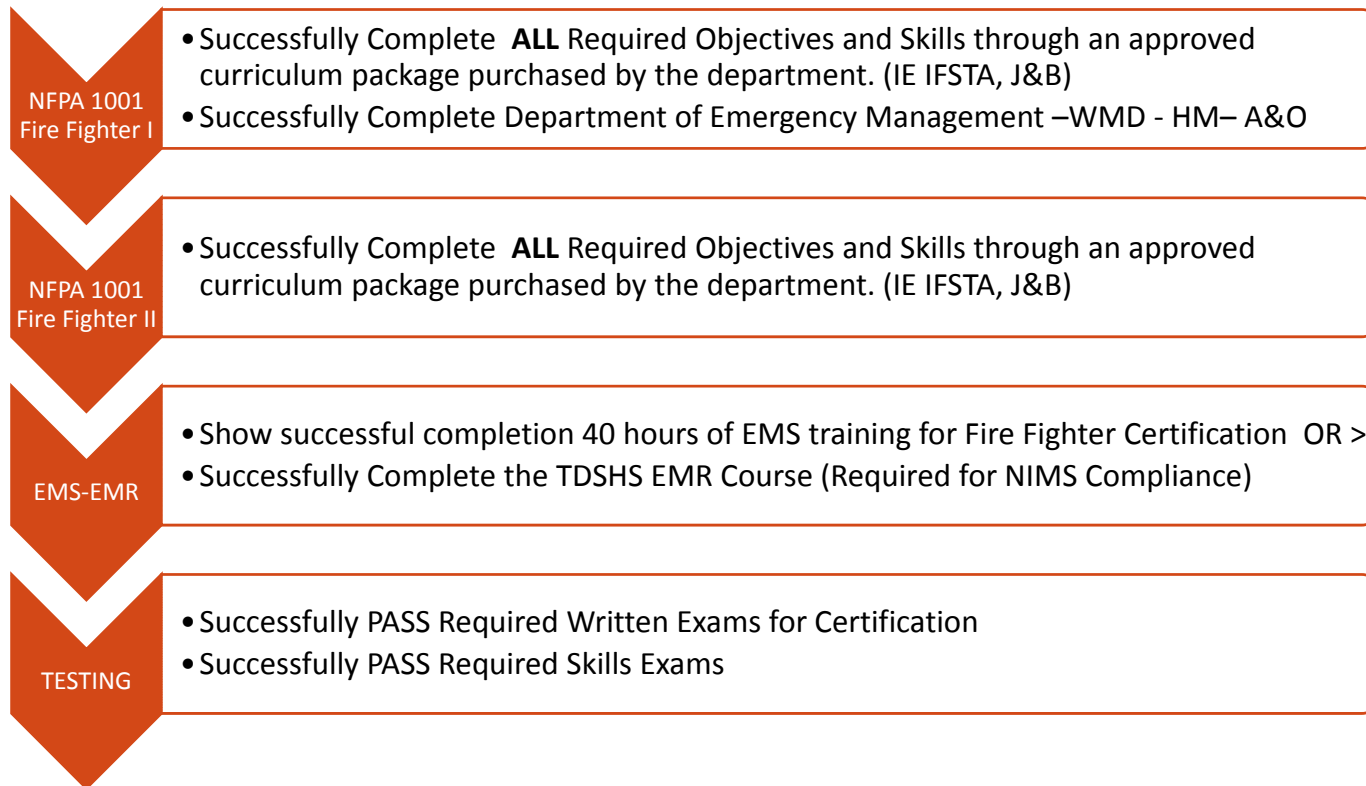 NFPA 1001
Fire Fighter I
•Successfully Complete ALL Required Objectives and Skills through an approved
curriculum package purchased by the department. (IE IFSTA, J&B)
•Successfully Complete Department of Emergency Management –WMD - HM– A&O
NFPA 1001
Fire Fighter II
•Successfully Complete ALL Required Objectives and Skills through an approved
curriculum package purchased by the department. (IE IFSTA, J&B)
EMS-EMR
•Show successful completion 40 hours of EMS training for Fire Fighter Certification OR >
•Successfully Complete the TDSHS EMR Course (Required for NIMS Compliance)
TESTING
•Successfully PASS Required Written Exams for Certification
•Successfully PASS Required Skills Exams